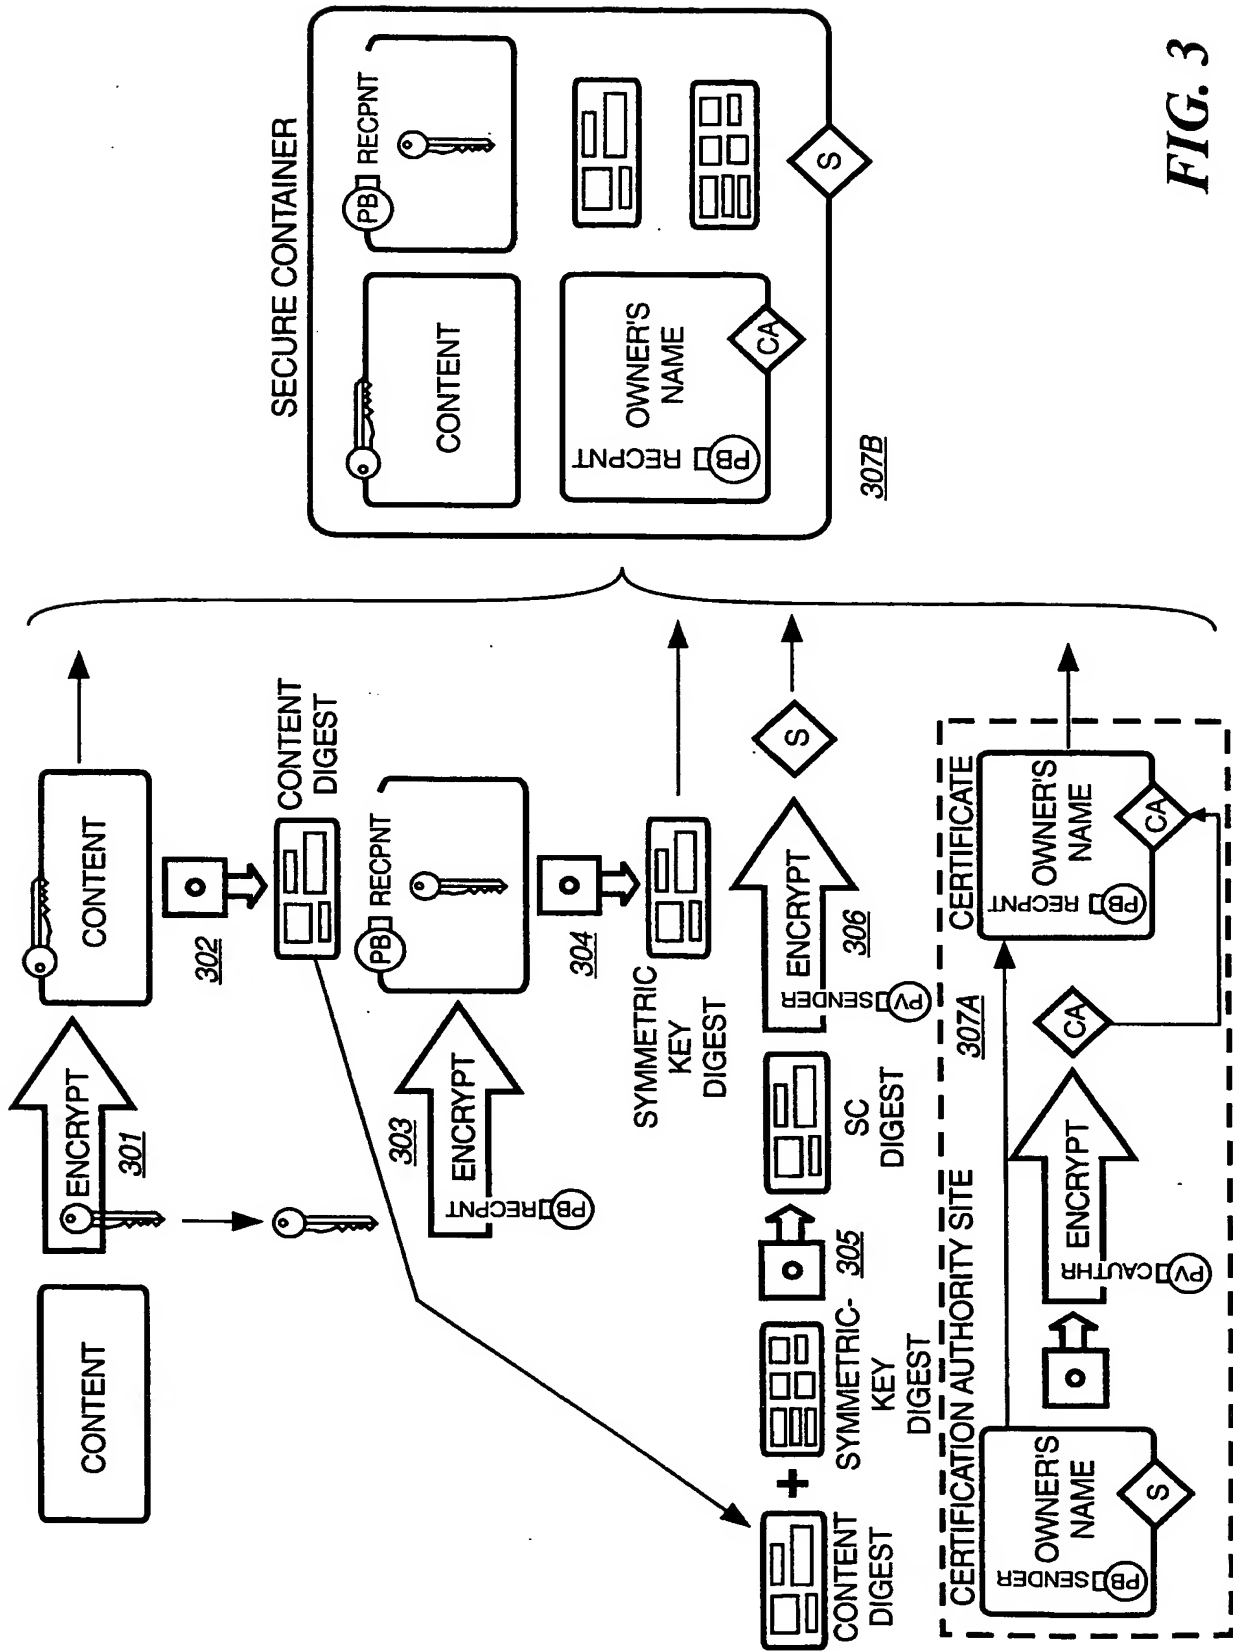 CONTENT
ENCRYPT
301
CONTENT
302
CONTENT
DIGEST
303
ENCRYPT
PB RECPNT
PB RECPNT
304
SYMMETRIC
KEY
DIGEST
CONTENT
DIGEST
+
SYMMETRIC-
KEY
DIGEST
305
SC
DIGEST
ENCRYPT
306
PV SENDER
S
CERTIFICATION AUTHORITY SITE
307A
CERTIFICATE
OWNER'S
NAME
PB SENDER
S
ENCRYPT
PV CAUTHR
CA
OWNER'S
NAME
PB RECPNT
CA
SECURE CONTAINER
CONTENT
PB RECPNT
OWNER'S
NAME
PB RECPNT
CA
S
307B
FIG. 3